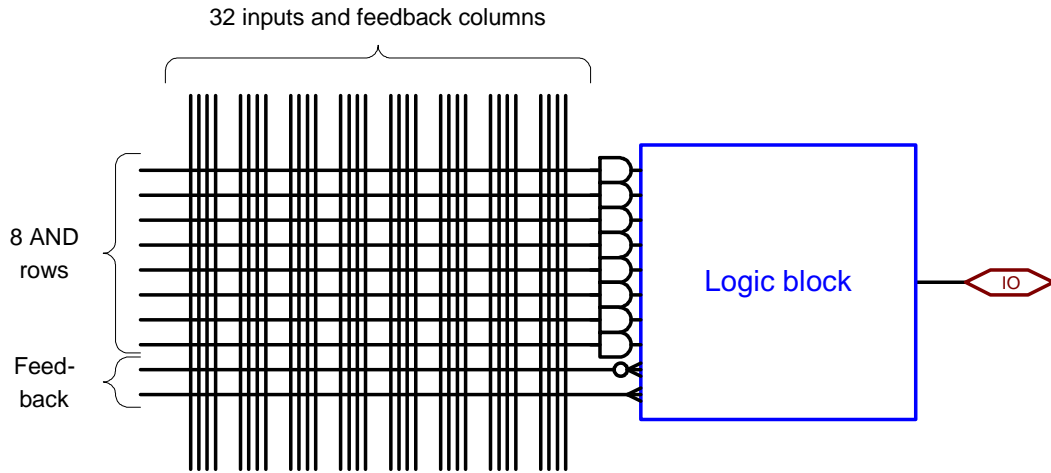 32 inputs and feedback columns
8 AND
rows
Feed-
back
Logic block
IO